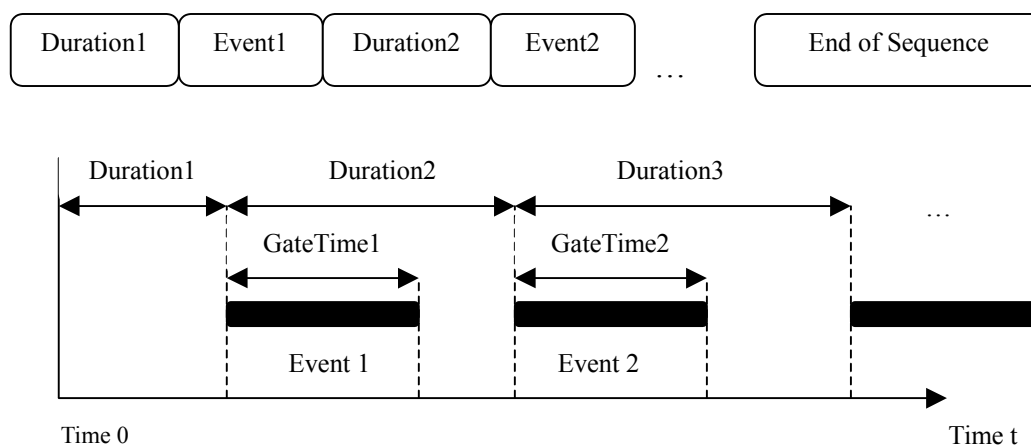 Duration1 Event1 Duration2 Event2 … End of Sequence
Duration1 Duration2 Duration3
…
GateTime1 GateTime2
Event 1 Event 2
Time 0 Time t